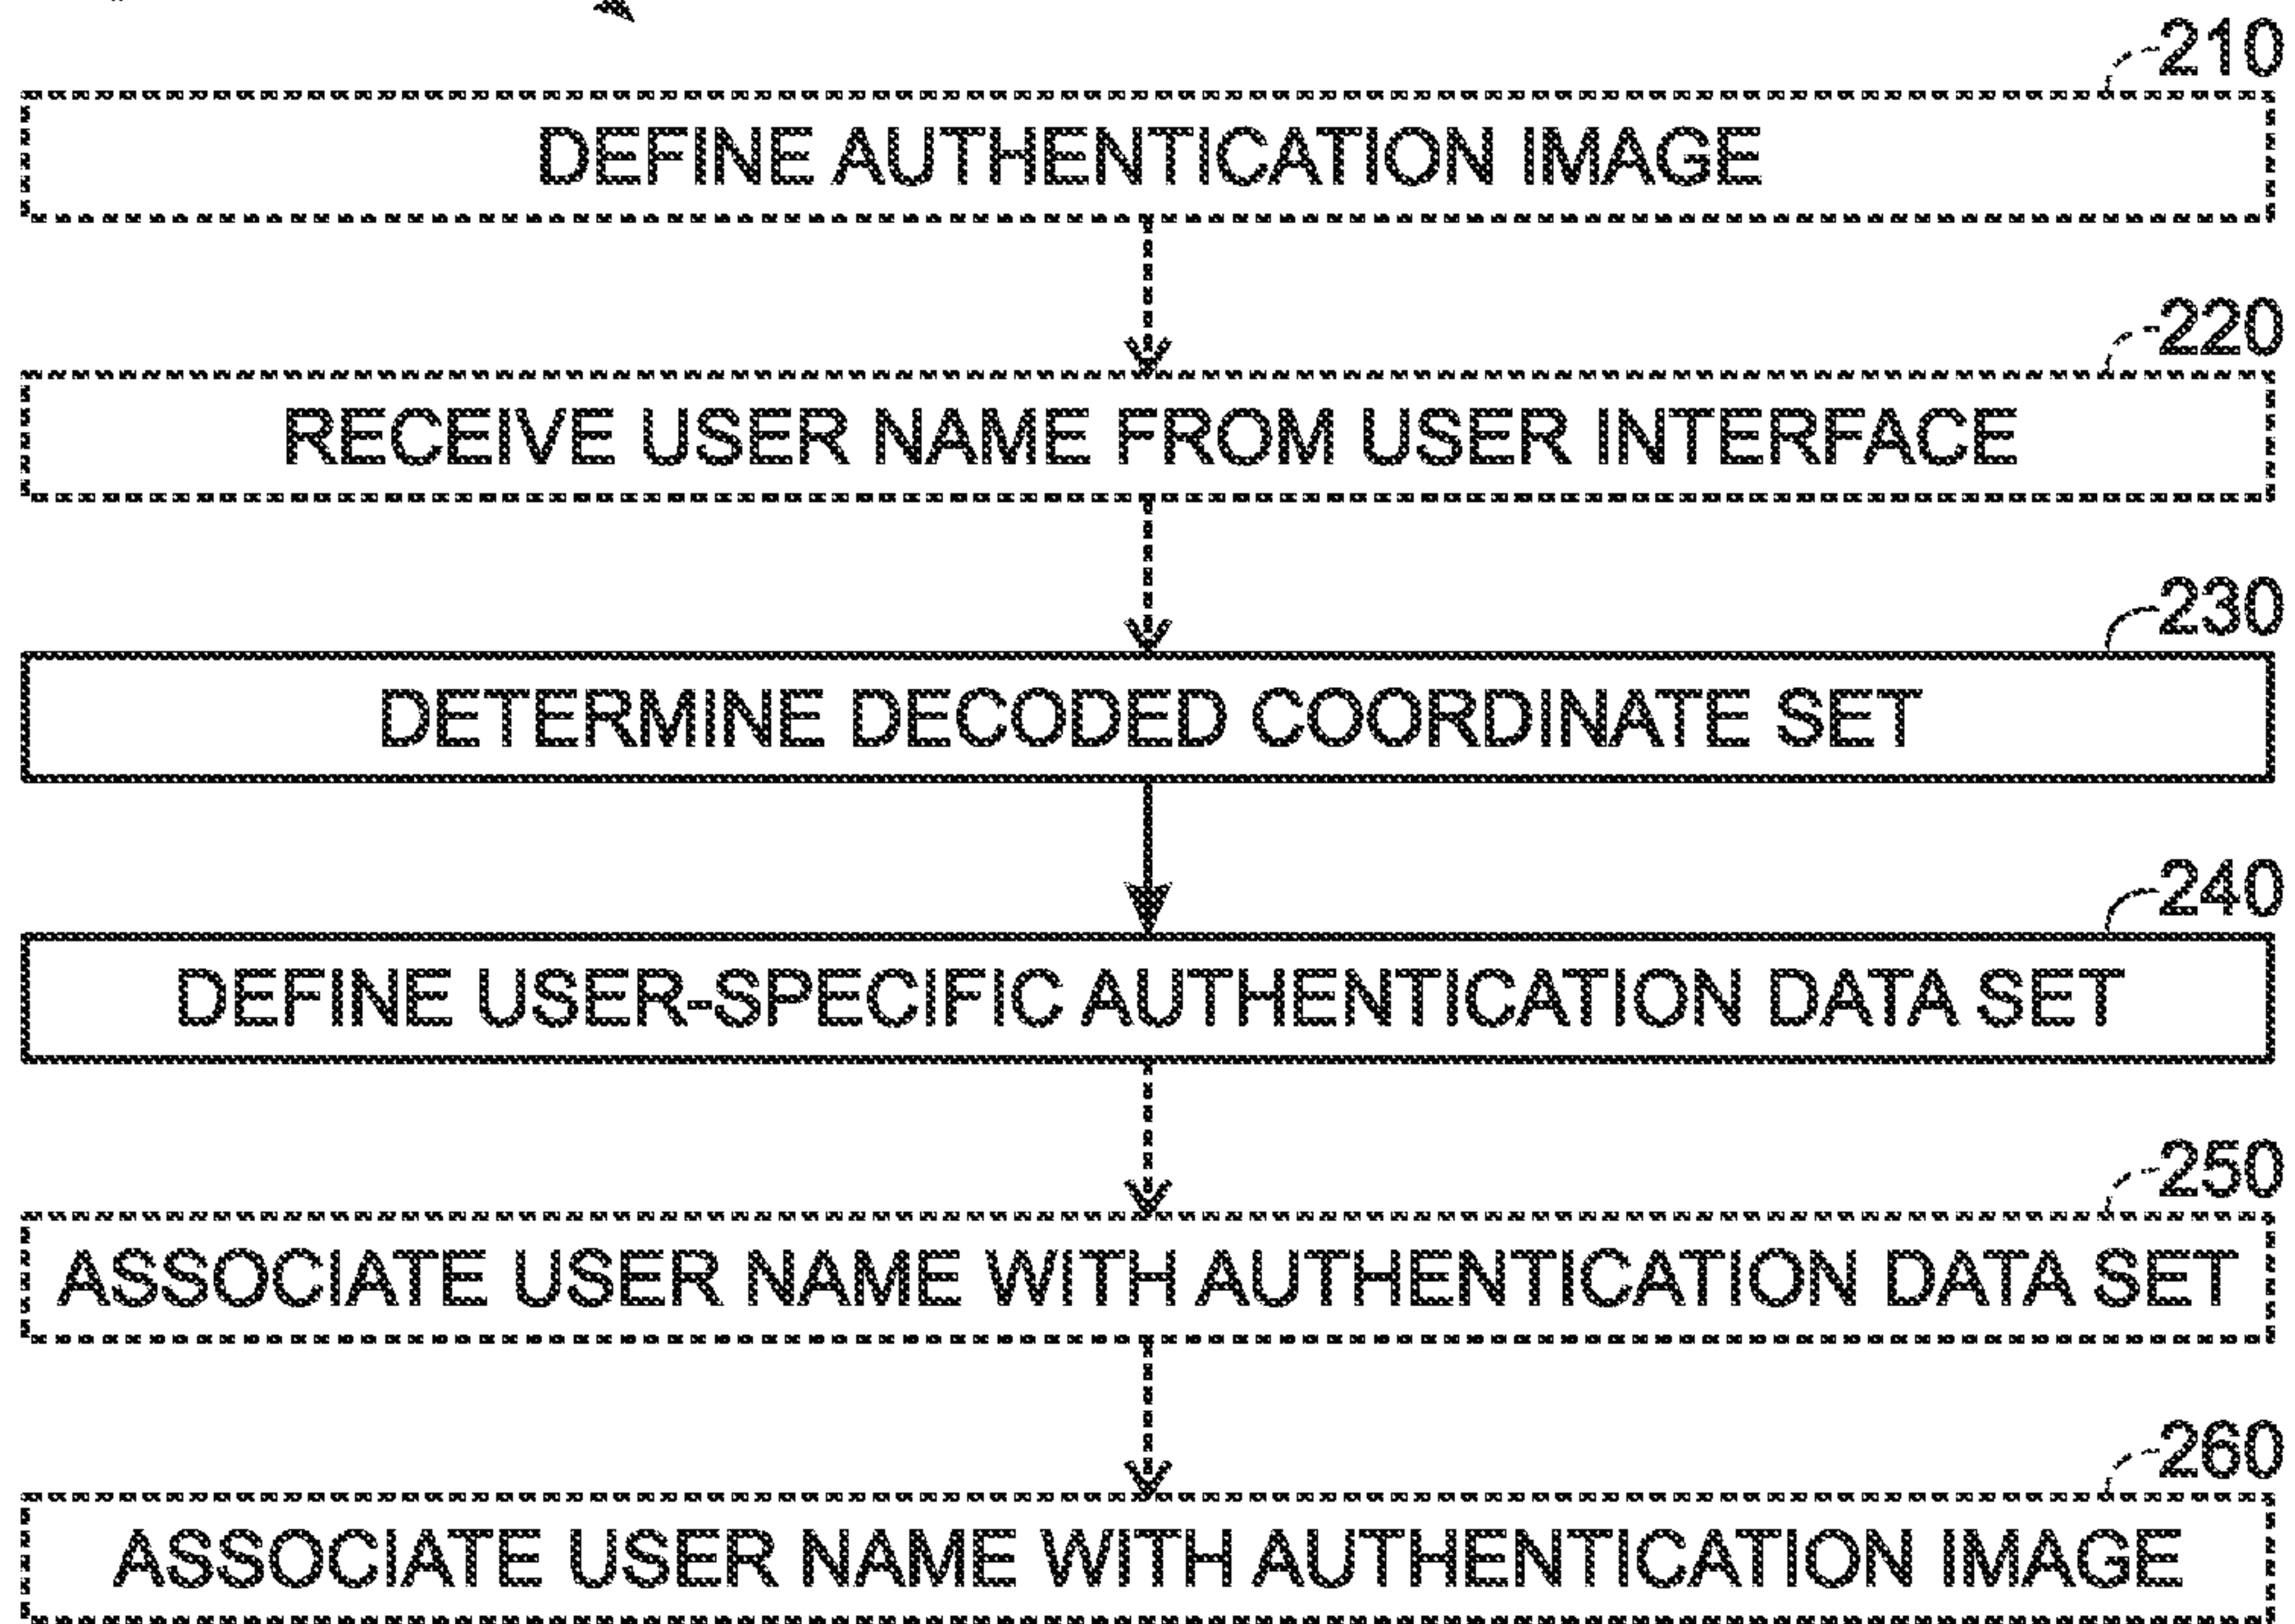 210
DEFINE AUTHENTICATION IMAGE
220
RECEIVE USER NAME FROM USER INTERFACE
230
DETERMINE DECODED COORDINATE SET
240
DEFINE USER-SPECIFIC AUTHENTICATION DATA SET
250
ASSOCIATE USER NAME WITH AUTHENTICATION DATA SET
260
ASSOCIATE USER NAME WITH AUTHENTICATION IMAGE